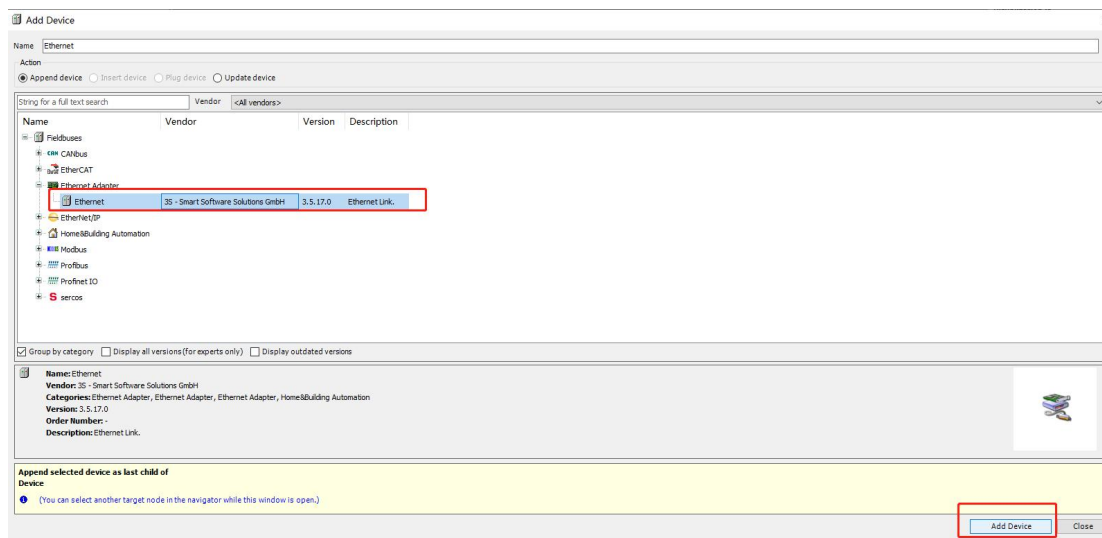 Add Device
Name Ethernet
Action
Append device Insert device Plug device Update device
String for a full text search Vendor <All vendors>
Name Vendor Version Description
Fieldbuses
CAN CANbus
EtherCAT
Ethernet Adapter
Ethernet 3S - Smart Software Solutions GmbH 3.5.17.0 Ethernet Link.
EtherNet/IP
Home&Building Automation
Modbus
Profibus
Profinet IO
S sercos
Group by category Display all versions (for experts only) Display outdated versions
Name: Ethernet
Vendor: 3S - Smart Software Solutions GmbH
Categories: Ethernet Adapter, Ethernet Adapter, Ethernet Adapter, Home&Building Automation
Version: 3.5.17.0
Order Number: -
Description: Ethernet Link.
Append selected device as last child of
Device
(You can select another target node in the navigator while this window is open.)
Add Device Close